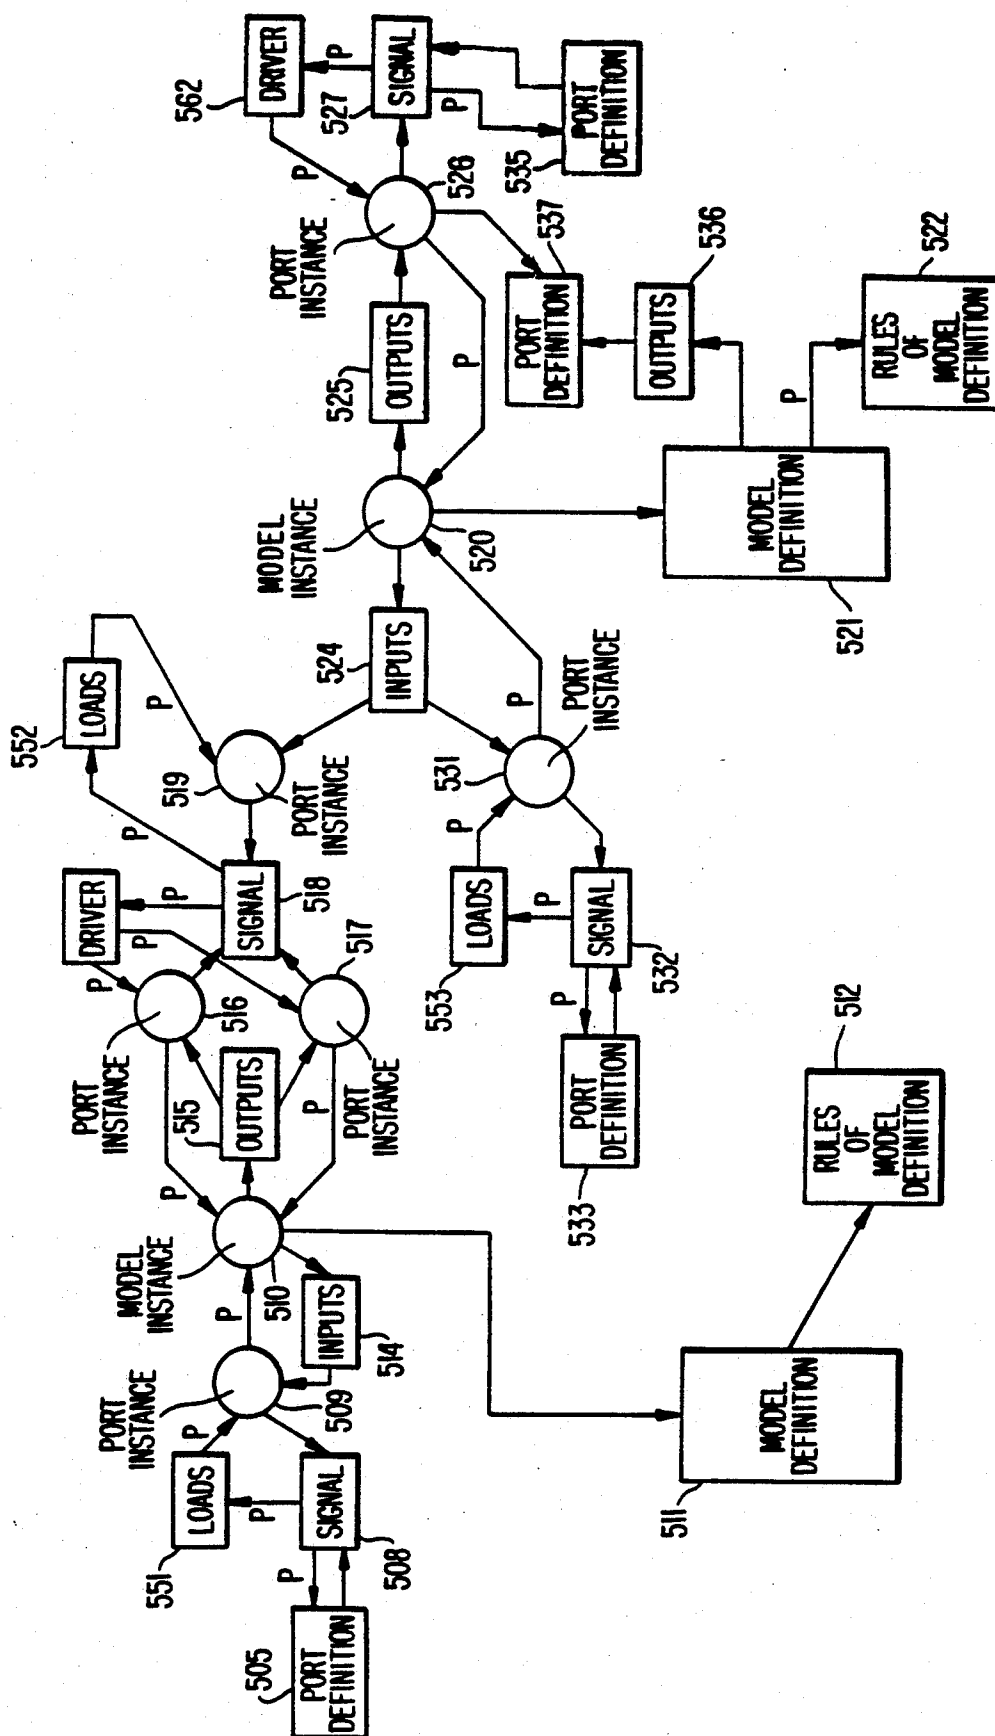 562
DRIVER
P
P
527
SIGNAL
P
535
PORT
DEFINITION
526
PORT
INSTANCE
537
PORT
DEFINITION
525
OUTPUTS
P
536
OUTPUTS
522
RULES
OF
MODEL
DEFINITION
P
MODEL
INSTANCE
520
521
MODEL
DEFINITION
524
INPUTS
552
LOADS
P
P
519
PORT
INSTANCE
531
PORT
INSTANCE
P
P
553
LOADS
P
532
SIGNAL
P
533
PORT
DEFINITION
518
SIGNAL
DRIVER
P
P
P
517
PORT
INSTANCE
516
PORT
INSTANCE
515
OUTPUTS
P
P
MODEL
INSTANCE
510
514
INPUTS
P
PORT
INSTANCE
509
551
LOADS
P
P
508
SIGNAL
P
505
PORT
DEFINITION
511
MODEL
DEFINITION
512
RULES
OF
MODEL
DEFINITION